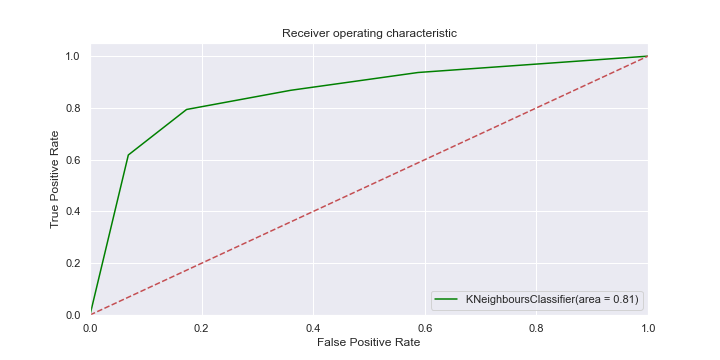 Receiver operating characteristic
1.0
0.8
0.6
0.4
0.2
0.0
True Positive Rate
KNeighboursClassifier(area = 0.81)
0.0 0.2 0.4 0.6 0.8 1.0
False Positive Rate